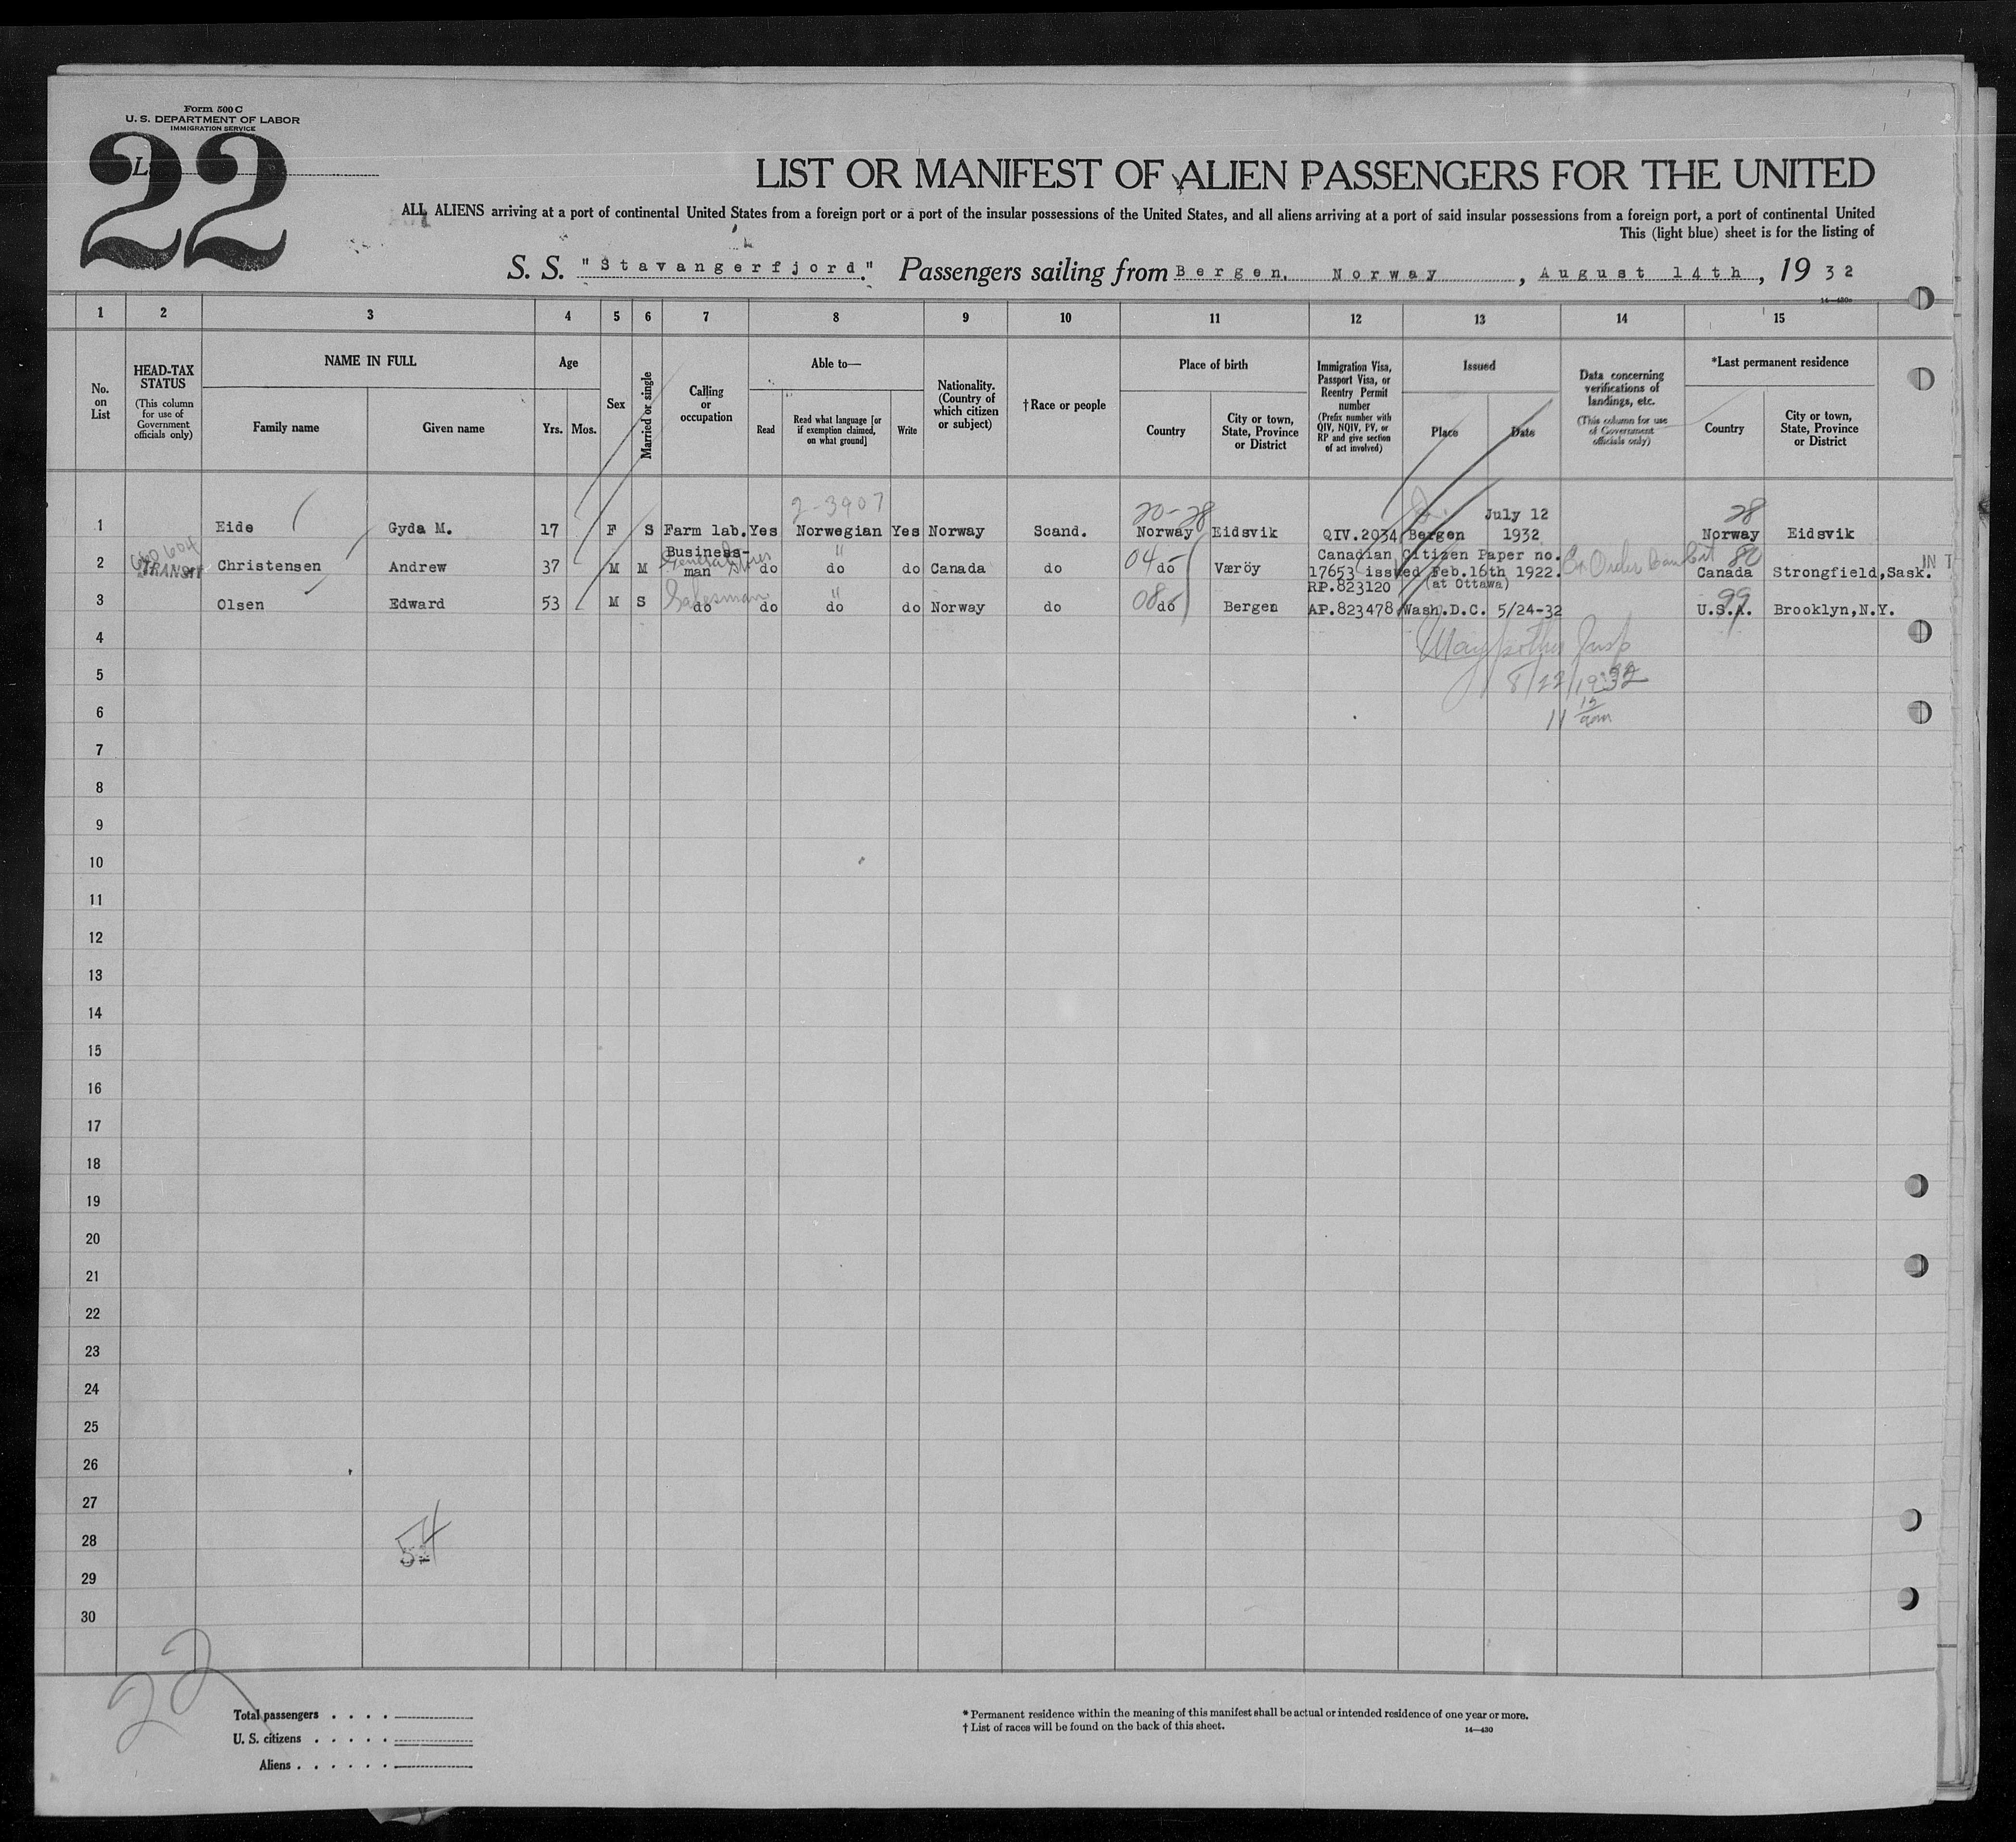 Form 500 C
U. S. DEPARTMENT OF LABOR
IMMIGRATION SERVICE
22
LIST OR MANIFEST OF ALIEN PASSENGERS FOR THE UNITED
ALL ALIENS arriving at a port of continental United States from a foreign port or a port of the insular possessions of the United States, and all aliens arriving at a port of said insular possessions from a foreign port, a port of continental United
This (light blue) sheet is for the listing of
S. S. "Stavangerfjord." Passengers sailing from Bergen, Norway, August 14th, 1932
14—430
1 2 3 4 5 6 7 8 9 10 11 12 13 14 15
No. on List
HEAD-TAX STATUS
(This column for use of Government officials only)
NAME IN FULL
Family name
Given name
Age
Yrs. Mos.
Sex
Married or single
Calling or occupation
Able to—
Read
Read what language [or if exemption claimed, on what ground]
Write
Nationality. (Country of which citizen or subject)
†Race or people
Place of birth
Country
City or town, State, Province or District
Immigration Visa, Passport Visa, or Reentry Permit number
(Prefix number with QIV, NQIV, PV, or RP and give section of act involved)
Issued
Place
Date
Data concerning verifications of landings, etc.
(This column for use of Government officials only)
*Last permanent residence
Country
City or town, State, Province or District
2-3907 20-28 July 12 28
1 Eide Gyda M. 17 F S Farm lab. Yes Norwegian Yes Norway Scand. Norway Eidsvik QIV.2034 Bergen 1932 Norway Eidsvik
Business- " Canadian Citizen Paper no.
2 TRANSIT Christensen Andrew 37 M M man do do do Canada do 04 doVæröy 17653 issued Feb.16th 1922. 80 Canada Strongfield,Sask. IN T
RP.823120 (at Ottawa)
Salesman " 99
3 Olsen Edward 53 M S do do do do Norway do 08 do Bergen AP.823478 Wash.D.C. 5/24-32 U.S.A. Brooklyn,N.Y.
4
5 8/22/1932
6 11
7
8
9
10
11
12
13
14
15
16
17
18
19
20
21
22
23
24
25
26
27
28
29
30
22
Total passengers
U. S. citizens
Aliens
* Permanent residence within the meaning of this manifest shall be actual or intended residence of one year or more.
† List of races will be found on the back of this sheet.
14—430